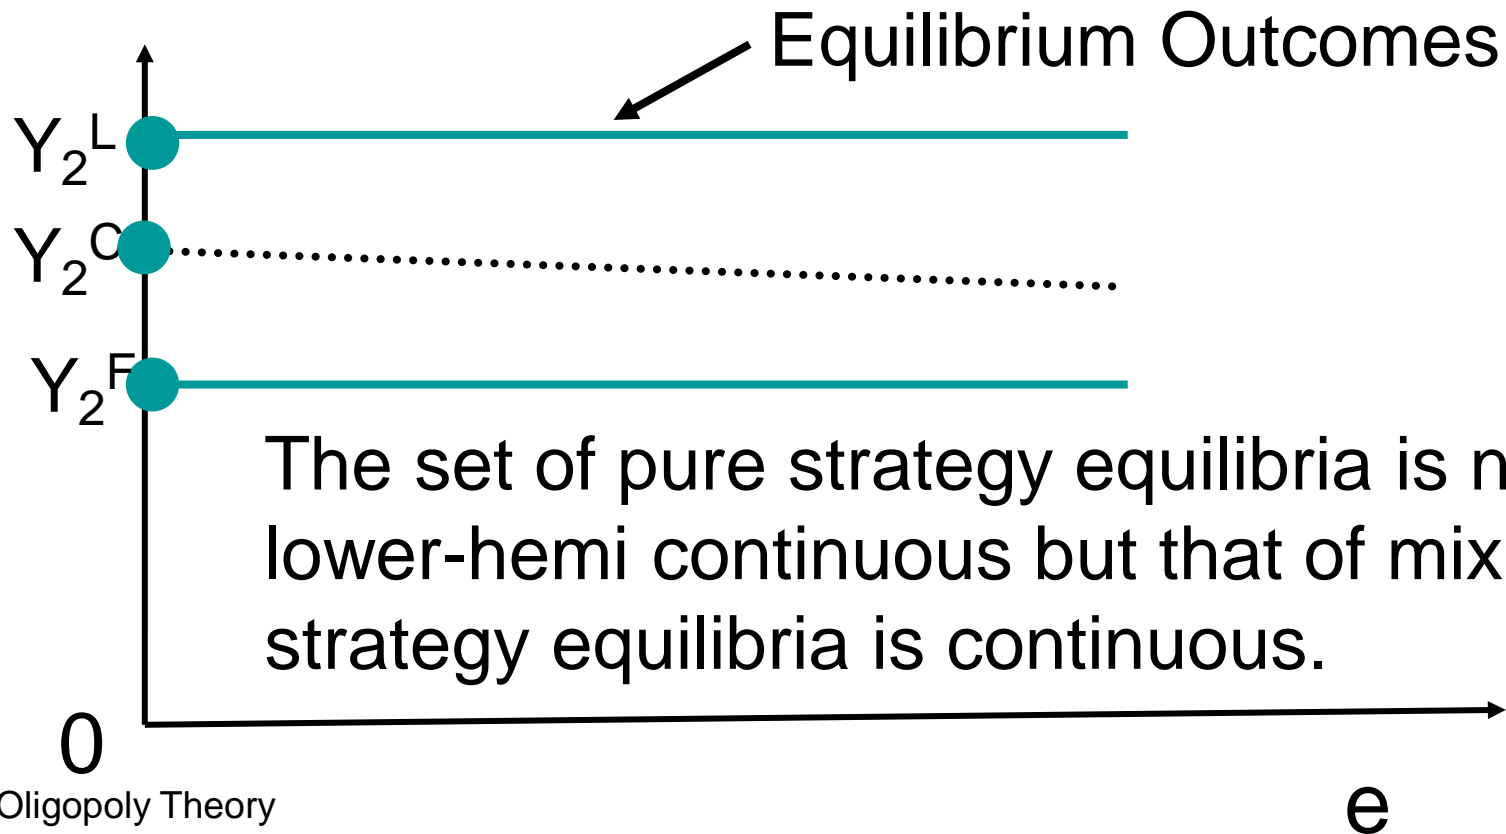 Equilibrium Outcomes
Y₂ᴸ
Y₂ᶜ
Y₂ᶠ
The set of pure strategy equilibria is
lower-hemi continuous but that of
strategy equilibria is continuous.
0
Oligopoly Theory
e